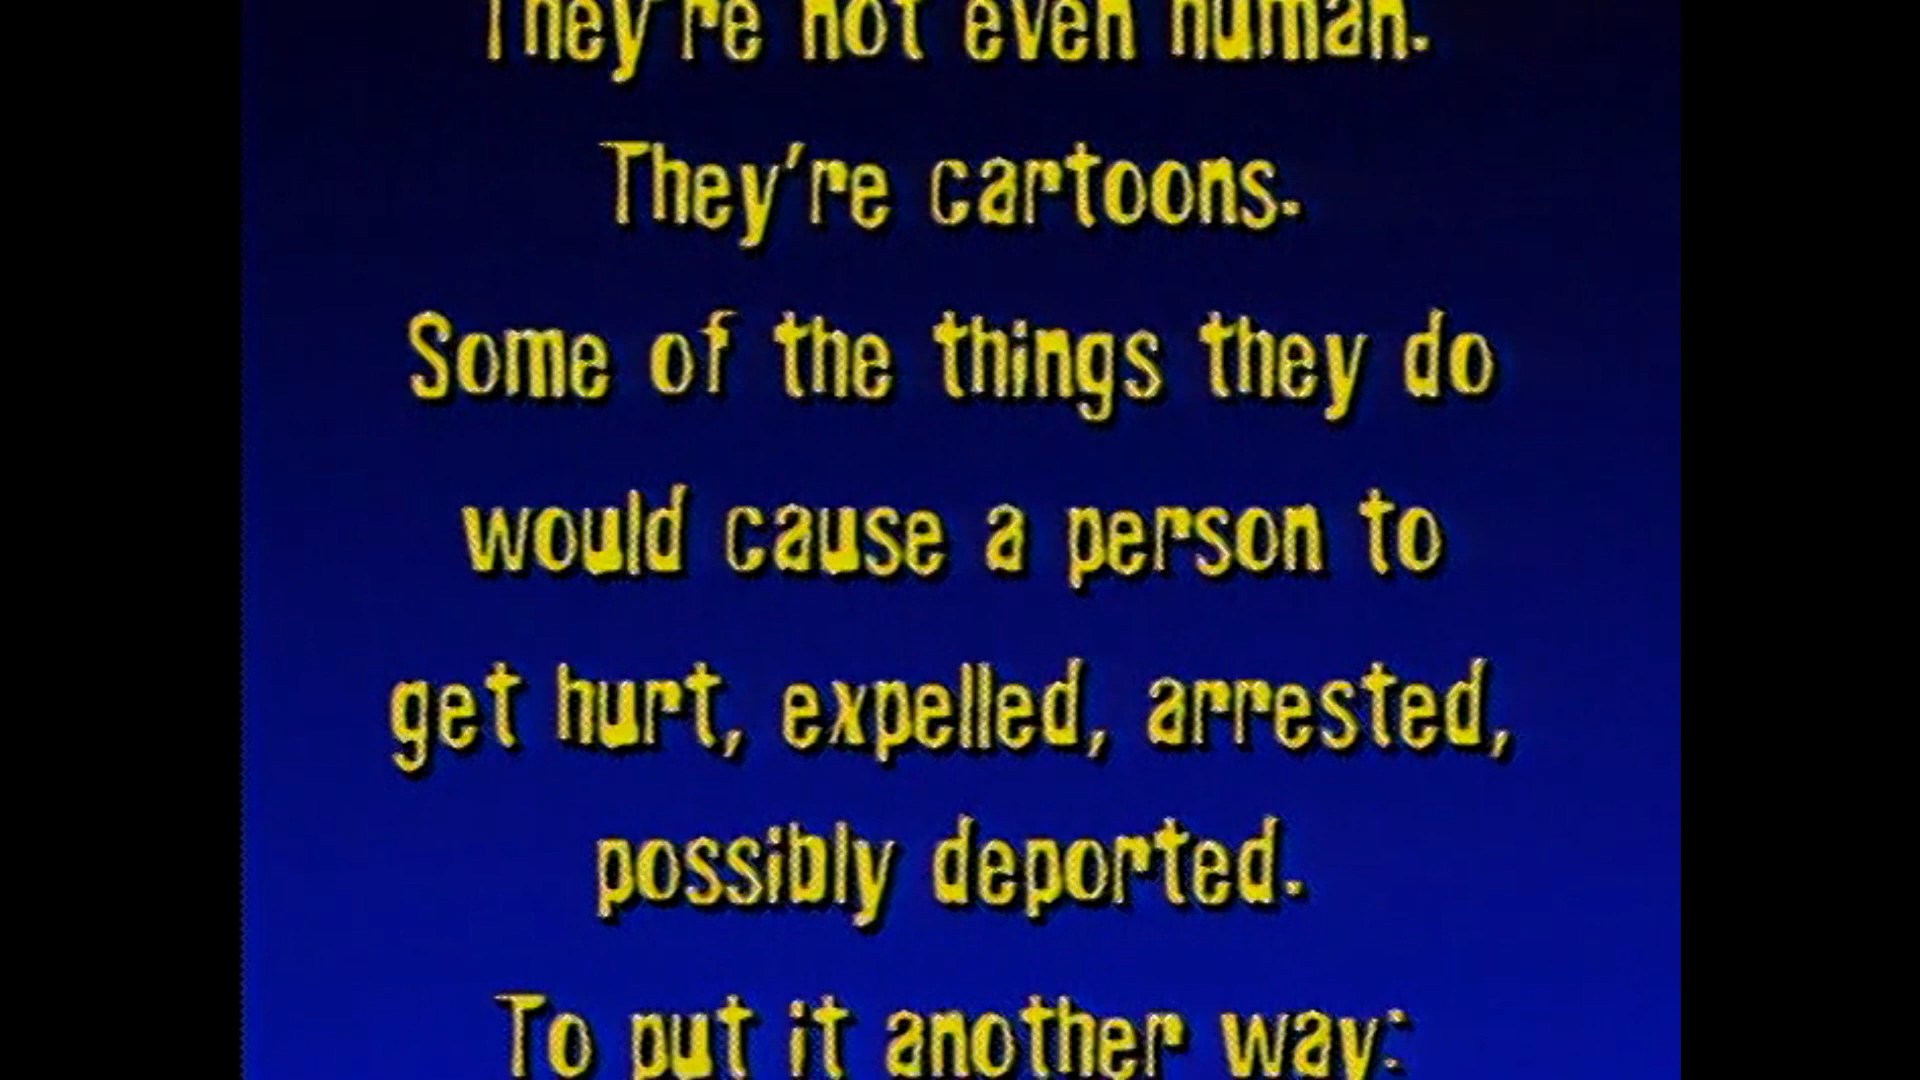 They're not even human.
They're cartoons.
Some of the things they do
would cause a person to
get hurt, expelled, arrested,
possibly deported.
To put it another way: